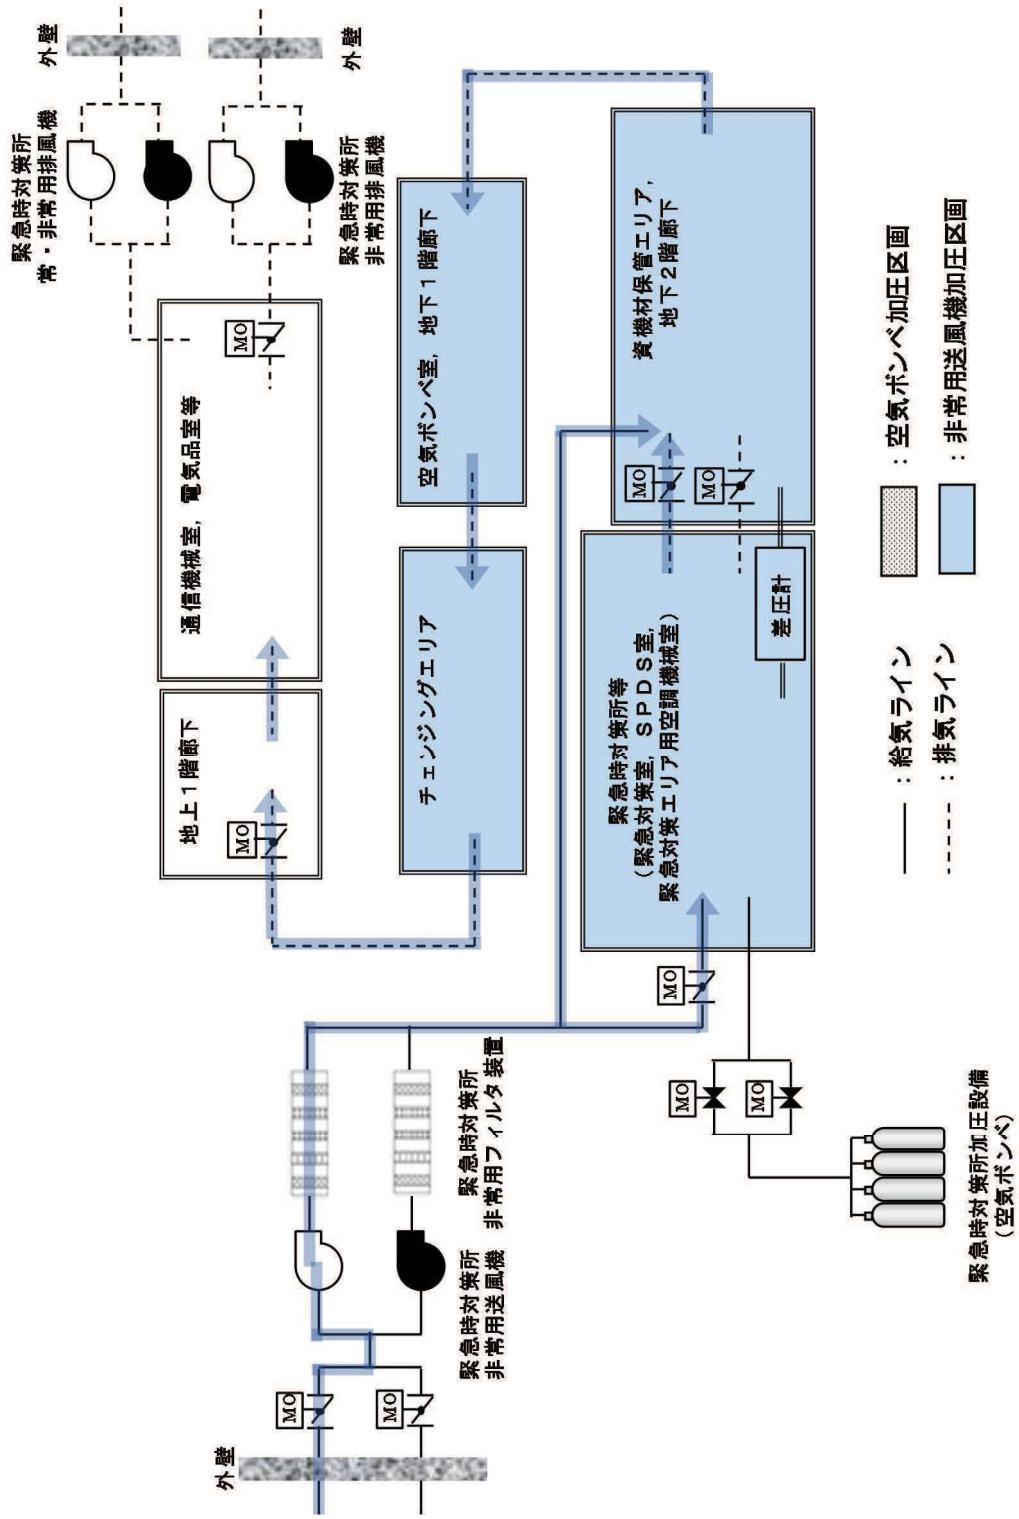 外壁
外壁
緊急時対策所
常・非常用排風機
緊急時対策所
非常用排風機
MO
通信機械室，電気品室等
MO
地上１階廊下
空気ボンベ室，地下１階廊下
チェンジングエリア
資機材保管エリア，
地下２階廊下
MO
MO
差圧計
緊急時対策所等
（緊急対策室，ＳＰＤＳ室，
緊急対策エリア用空調機械室）
MO
緊急時対策所
非常用フィルタ装置
緊急時対策所
非常用送風機
MO
MO
外壁
MO
MO
緊急時対策所加圧設備
（空気ボンベ）
：給気ライン
：排気ライン
：空気ボンベ加圧区画
：非常用送風機加圧区画